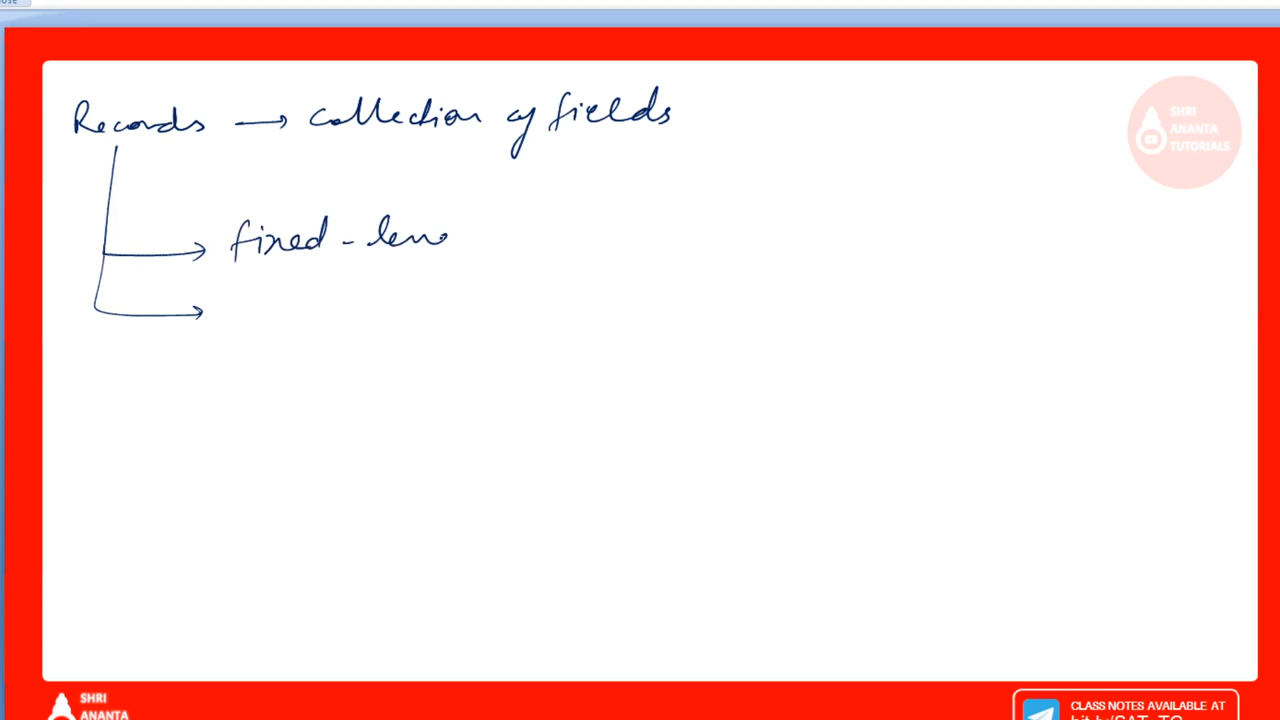 Records → collection of fields
→ fixed - len
→
SHRI
ANANTA
TUTORIALS
SHRI
ANANTA
CLASS NOTES AVAILABLE AT